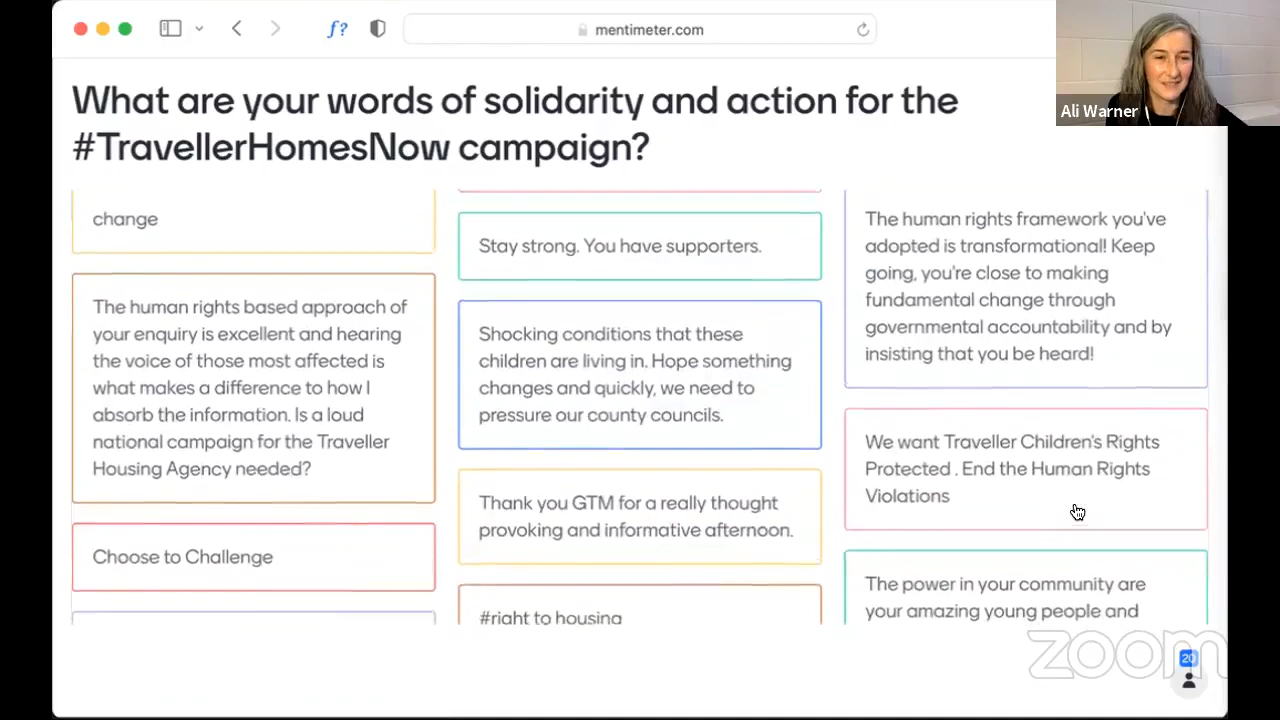 f?
mentimeter.com
Ali Warner
What are your words of solidarity and action for the
#TravellerHomesNow campaign?
change
The human rights based approach of
your enquiry is excellent and hearing
the voice of those most affected is
what makes a difference to how I
absorb the information. Is a loud
national campaign for the Traveller
Housing Agency needed?
Choose to Challenge
Stay strong. You have supporters.
Shocking conditions that these
children are living in. Hope something
changes and quickly, we need to
pressure our county councils.
Thank you GTM for a really thought
provoking and informative afternoon.
#right to housing
The human rights framework you've
adopted is transformational! Keep
going, you're close to making
fundamental change through
governmental accountability and by
insisting that you be heard!
We want Traveller Children's Rights
Protected . End the Human Rights
Violations
The power in your community are
your amazing young people and
zoom
20